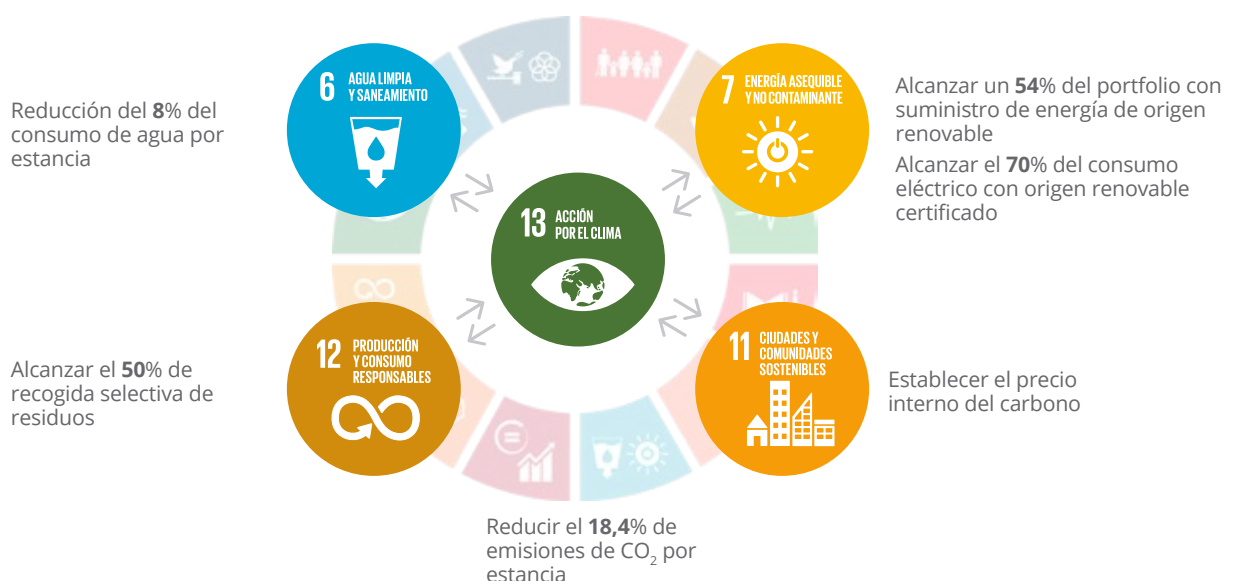 Reducción del 8% del
consumo de agua por
estancia
6 AGUA LIMPIA
Y SANEAMIENTO
7 ENERGÍA ASEQUIBLE
Y NO CONTAMINANTE
Alcanzar un 54% del portfolio con
suministro de energía de origen
renovable
Alcanzar el 70% del consumo
eléctrico con origen renovable
certificado
13 ACCIÓN
POR EL CLIMA
Alcanzar el 50% de
recogida selectiva de
residuos
12 PRODUCCIÓN
Y CONSUMO
RESPONSABLES
11 CIUDADES Y
COMUNIDADES
SOSTENIBLES
Establecer el precio
interno del carbono
Reducir el 18,4% de
emisiones de CO₂ por
estancia